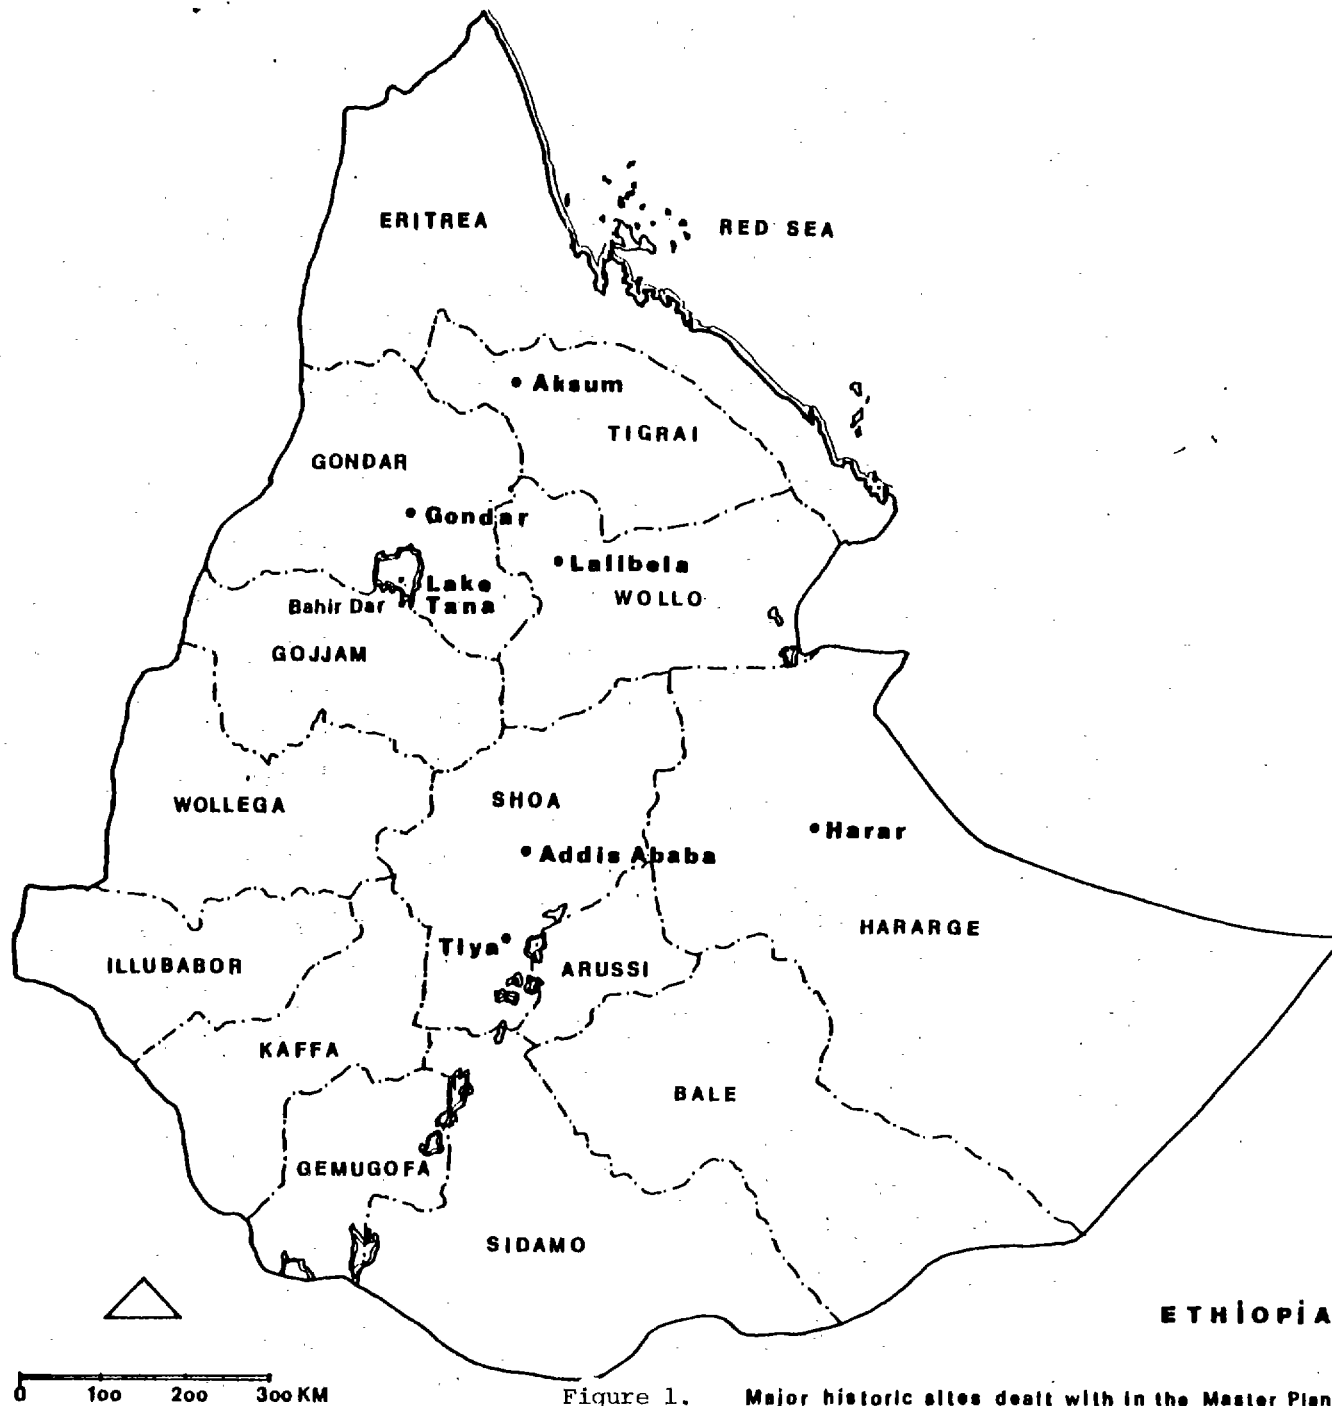 ERITREA
RED SEA
Aksum
TIGRAI
GONDAR
Gondar
Lalibela
Lake
Tana
WOLLO
Bahir Dar
GOJJAM
WOLLEGA
SHOA
Harar
Addis Ababa
HARARGE
Tiya
ILLUBABOR
ARUSSI
KAFFA
BALE
GEMUGOFA
SIDAMO
ETHIOPIA
0 100 200 300 KM
Figure 1. Major historic sites dealt with in the Master Plan